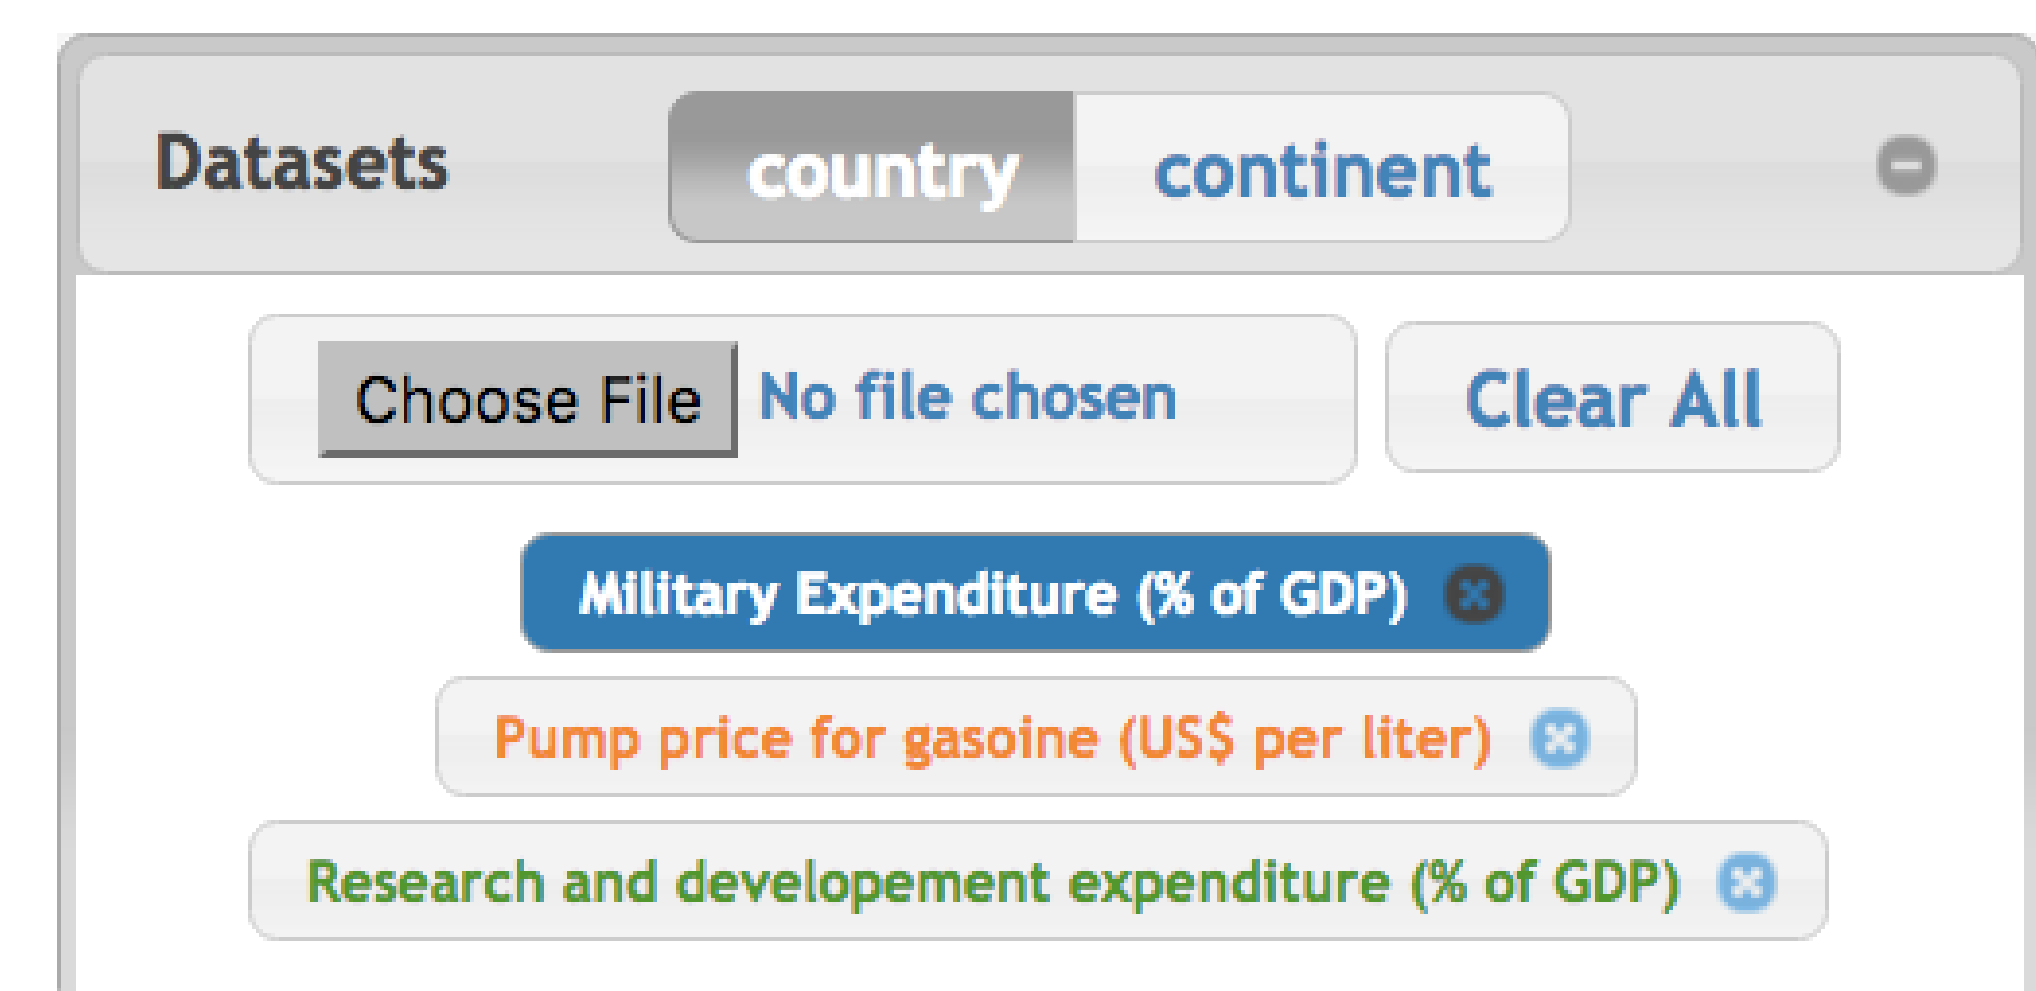 Datasets country continent
Choose File No file chosen Clear All
Military Expenditure (% of GDP)
Pump price for gasoine (US$ per liter)
Research and developement expenditure (% of GDP)